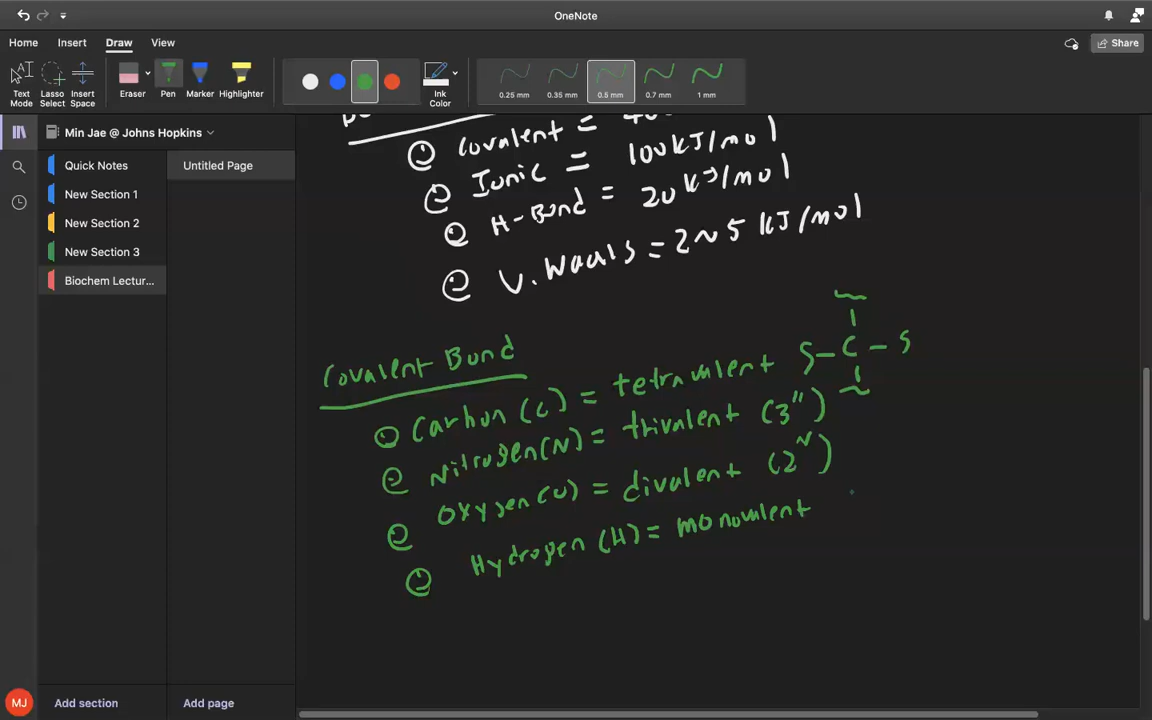 OneNote
Home Insert Draw View
Share
Text Mode
Lasso Select
Insert Space
Eraser
Pen
Marker
Highlighter
Ink Color
0.25 mm 0.35 mm 0.5 mm 0.7 mm 1 mm
Min Jae @ Johns Hopkins
Quick Notes
New Section 1
New Section 2
New Section 3
Biochem Lectur...
Untitled Page
Covalent =
Ionic = 100kJ/mol
H-Bond = 20kJ/mol
V. Waals = 2~5 kJ/mol
Covalent Bond
Carbon (C) = tetravalent
S-C-S
Nitrogen(N) = trivalent (3")
Oxygen(O) = divalent (2")
Hydrogen (H) = monovalent
MJ
Add section
Add page